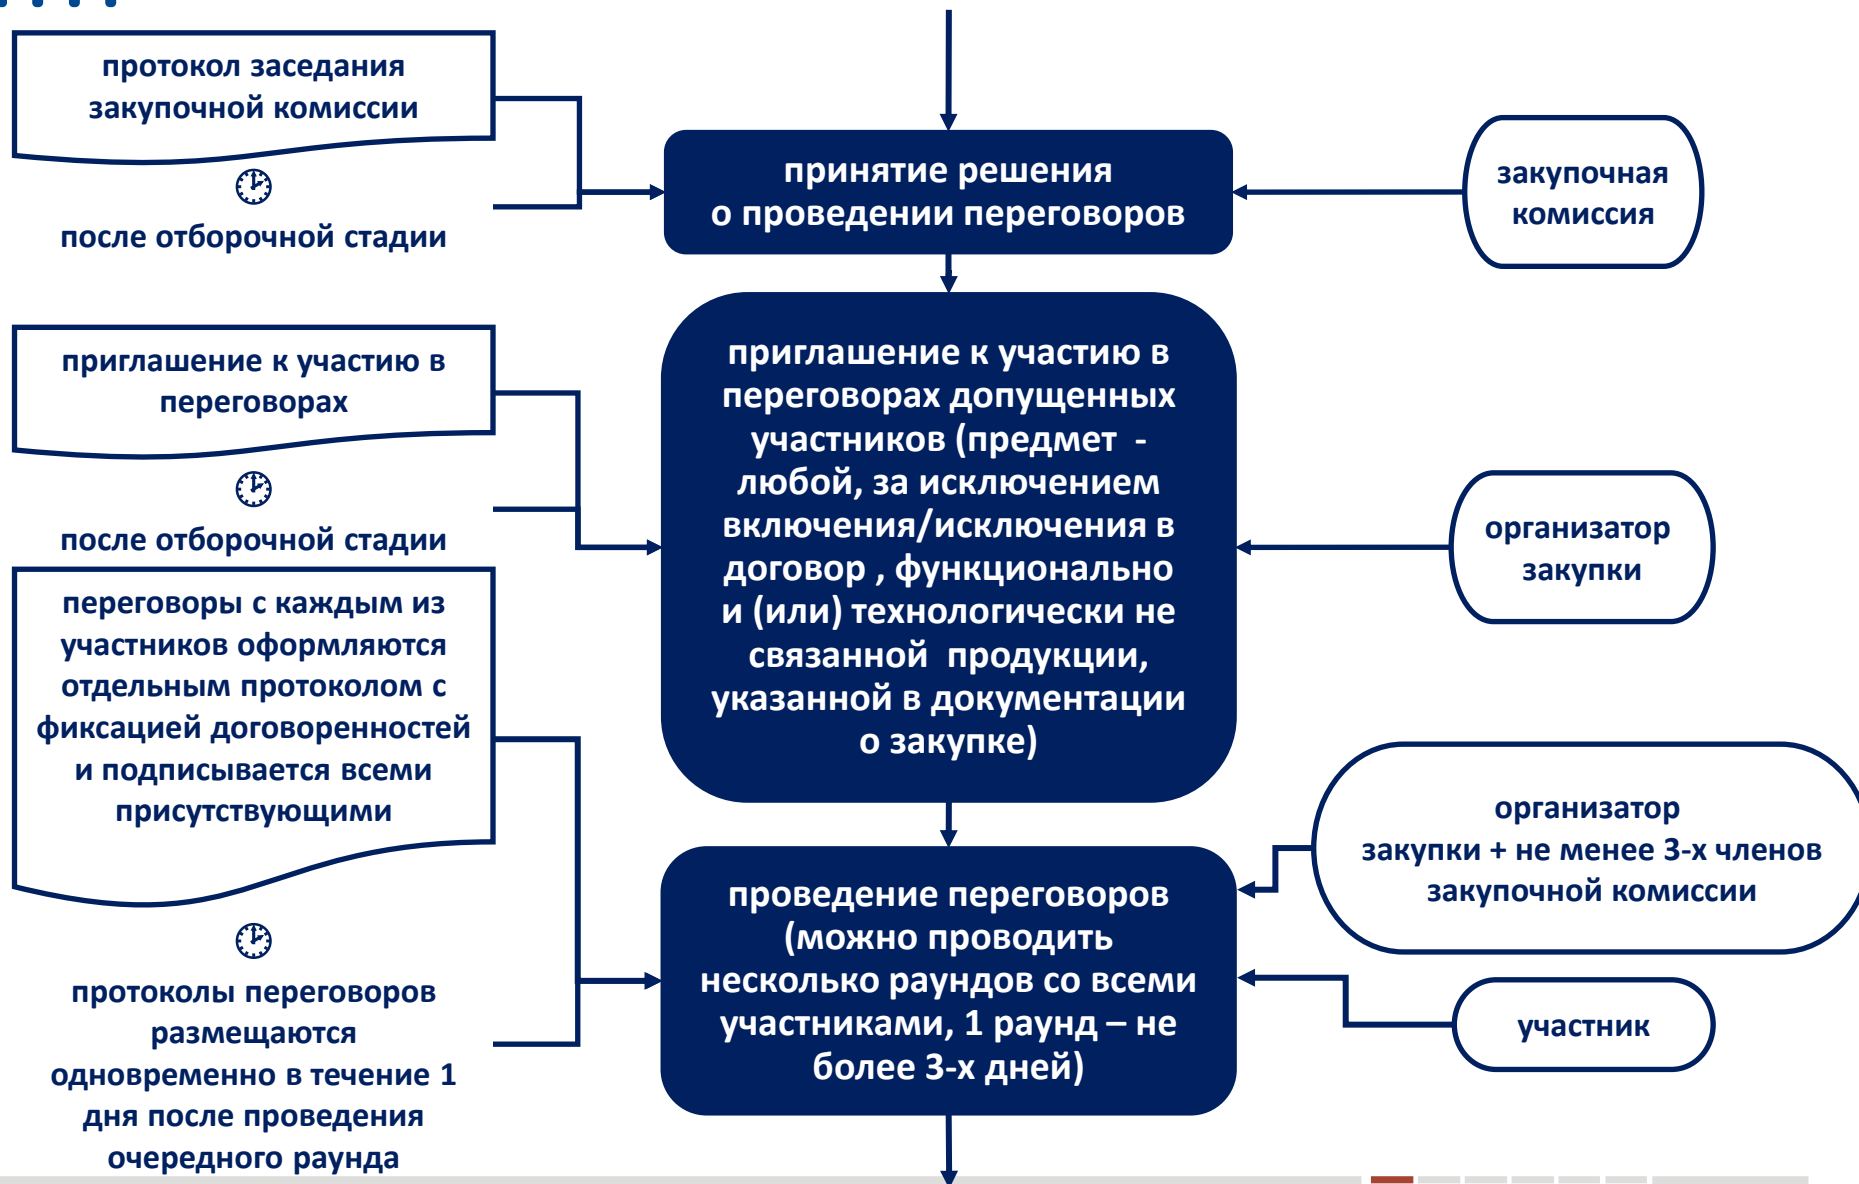 протокол заседания
закупочной комиссии
после отборочной стадии
принятие решения
о проведении переговоров
закупочная
комиссия
приглашение к участию в
переговорах
после отборочной стадии
приглашение к участию в
переговорах допущенных
участников (предмет -
любой, за исключением
включения/исключения в
договор , функционально
и (или) технологически не
связанной продукции,
указанной в документации
о закупке)
организатор
закупки
переговоры с каждым из
участников оформляются
отдельным протоколом с
фиксацией договоренностей
и подписывается всеми
присутствующими
протоколы переговоров
размещаются
одновременно в течение 1
дня после проведения
очередного раунда
проведение переговоров
(можно проводить
несколько раундов со всеми
участниками, 1 раунд – не
более 3-х дней)
организатор
закупки + не менее 3-х членов
закупочной комиссии
участник